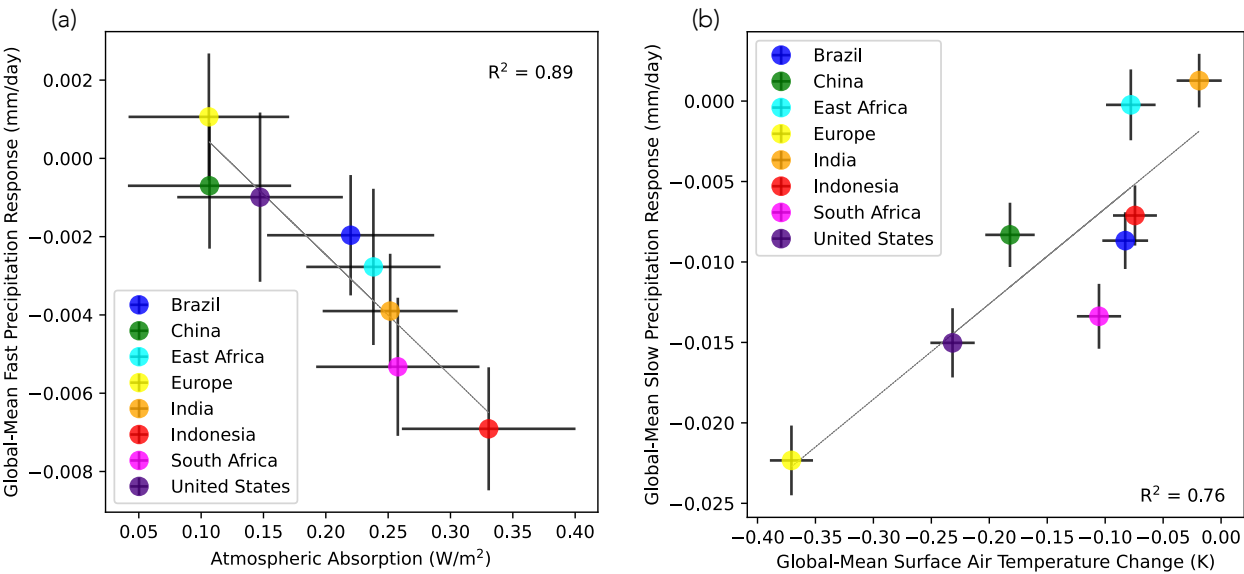 (a)
Global-Mean Fast Precipitation Response (mm/day)
0.002
0.000
−0.002
−0.004
−0.006
−0.008
R² = 0.89
Brazil
China
East Africa
Europe
India
Indonesia
South Africa
United States
0.05 0.10 0.15 0.20 0.25 0.30 0.35 0.40
Atmospheric Absorption (W/m²)
(b)
Global-Mean Slow Precipitation Response (mm/day)
0.000
−0.005
−0.010
−0.015
−0.020
−0.025
Brazil
China
East Africa
Europe
India
Indonesia
South Africa
United States
R² = 0.76
−0.40 −0.35 −0.30 −0.25 −0.20 −0.15 −0.10 −0.05 0.00
Global-Mean Surface Air Temperature Change (K)